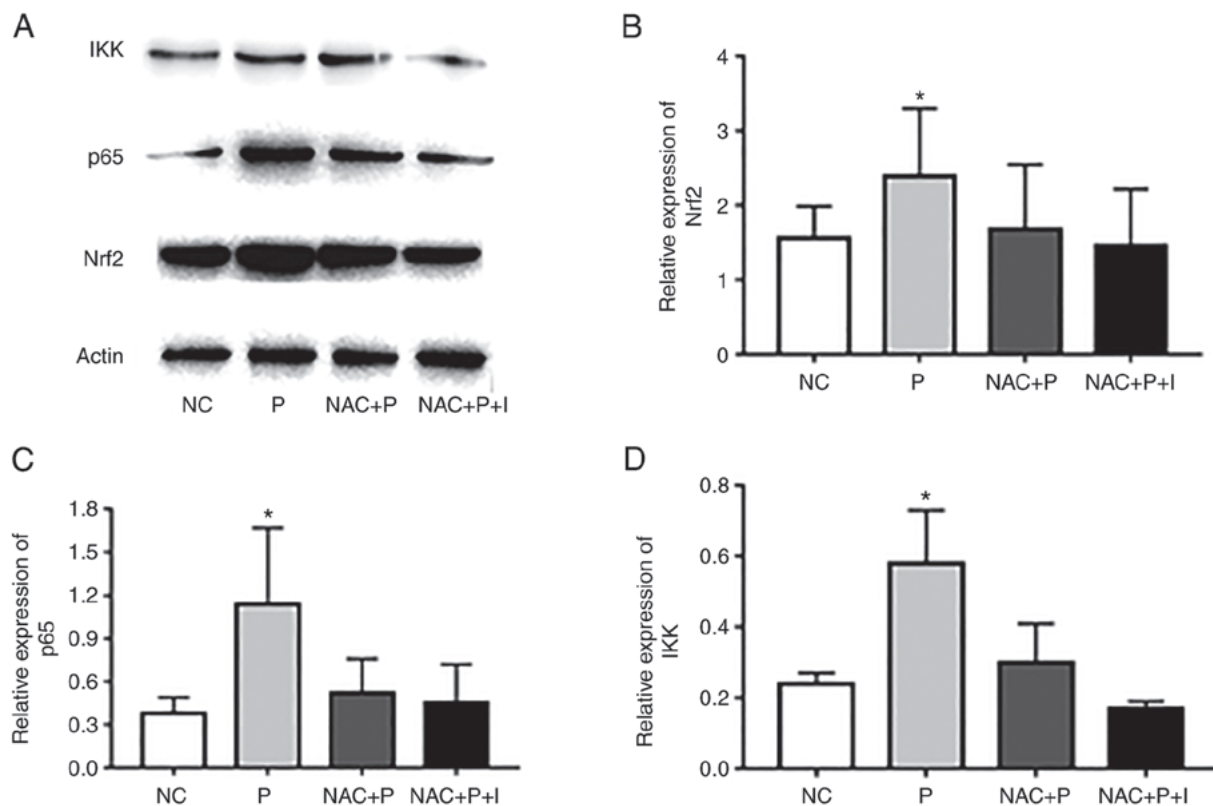 A
IKK
p65
Nrf2
Actin
NC P NAC+P NAC+P+I
B
Relative expression of
Nrf2
4
3
2
1
0
*
NC P NAC+P NAC+P+I
C
Relative expression of
p65
1.8
1.5
1.2
0.9
0.6
0.3
0.0
*
NC P NAC+P NAC+P+I
D
Relative expression of
IKK
0.8
0.6
0.4
0.2
0.0
*
NC P NAC+P NAC+P+I